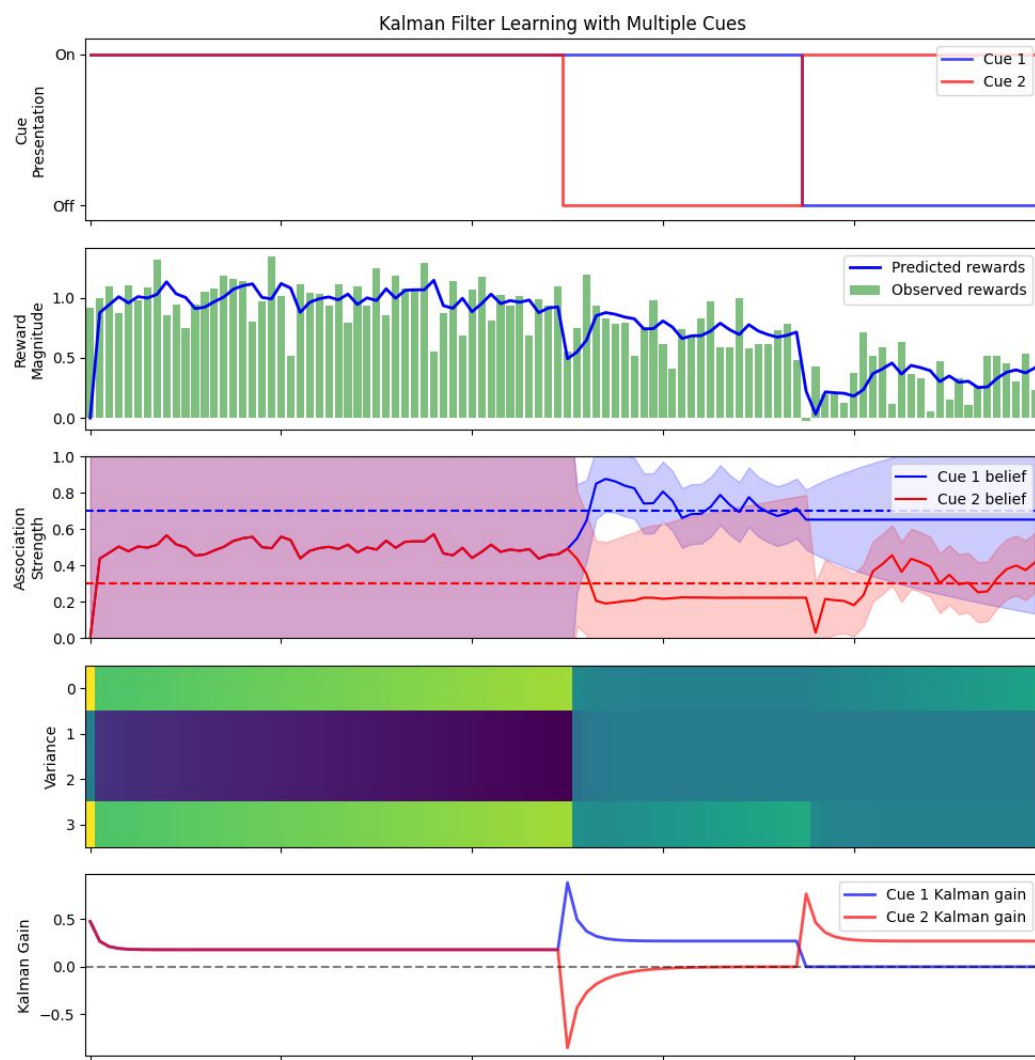 Kalman Filter Learning with Multiple Cues
On
Off
Cue
Presentation
Cue 1
Cue 2
1.0
0.5
0.0
Reward
Magnitude
Predicted rewards
Observed rewards
1.0
0.8
0.6
0.4
0.2
0.0
Association
Strength
Cue 1 belief
Cue 2 belief
0
1
2
3
Variance
0.5
0.0
−0.5
Kalman Gain
Cue 1 Kalman gain
Cue 2 Kalman gain